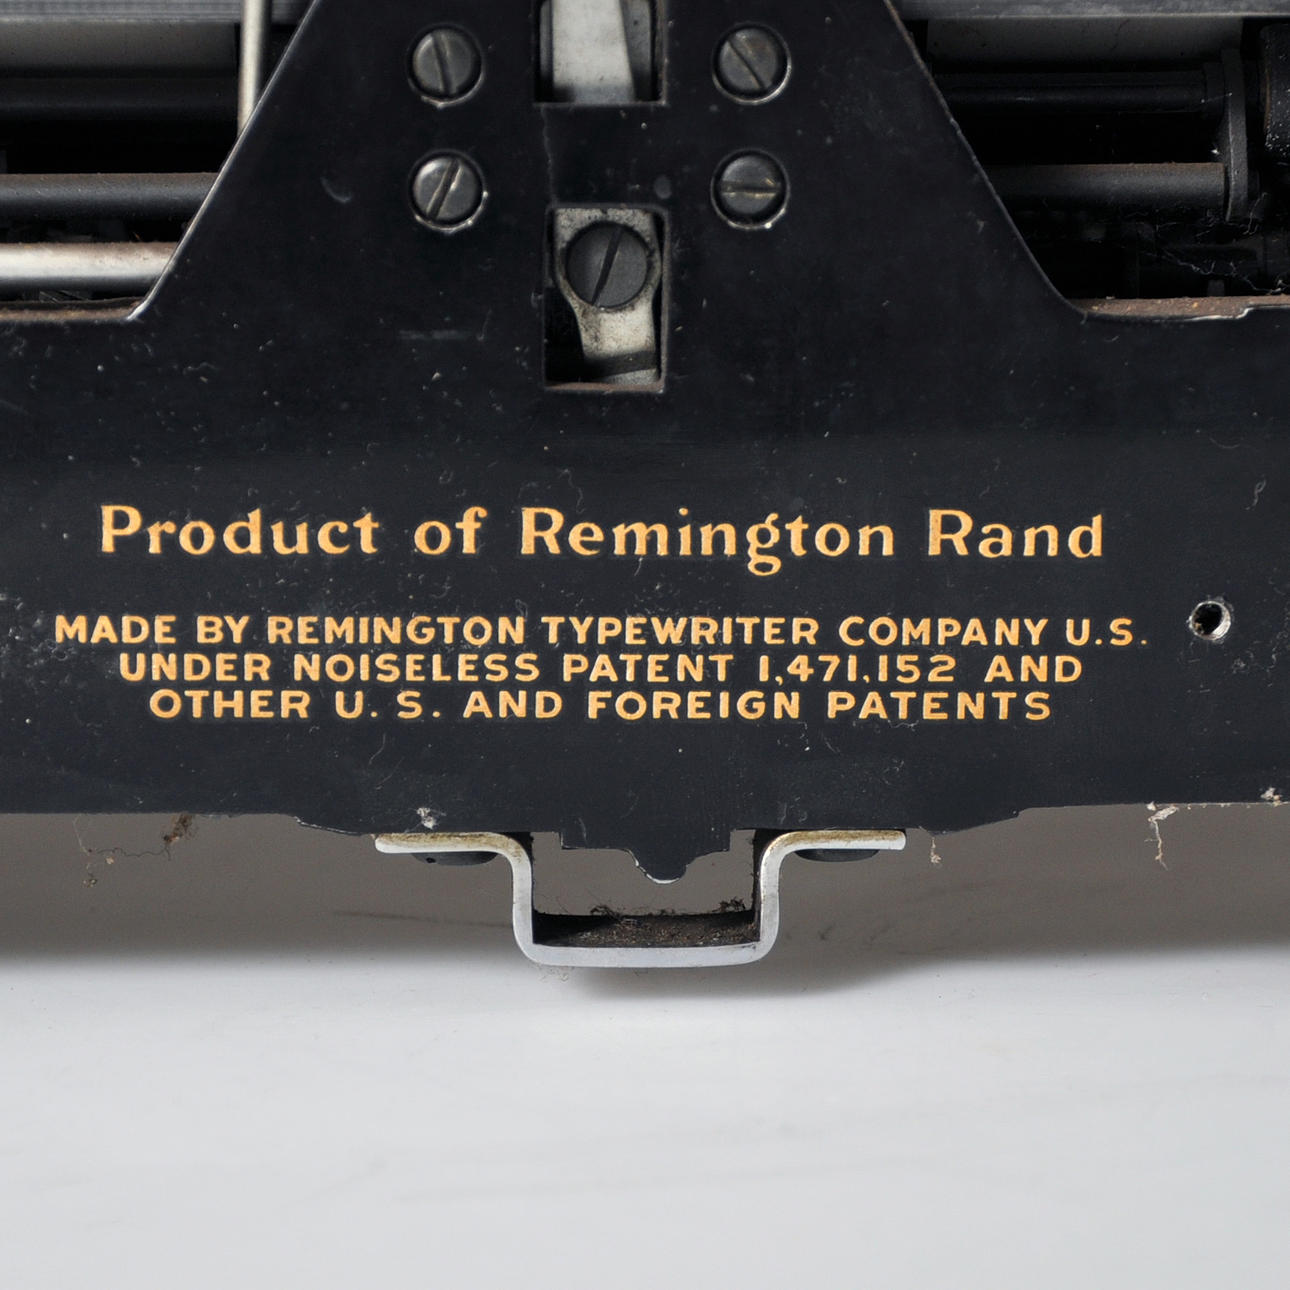 Product of Remington Rand
MADE BY REMINGTON TYPEWRITER COMPANY U.S.
UNDER NOISELESS PATENT 1,471,152 AND
OTHER U. S. AND FOREIGN PATENTS